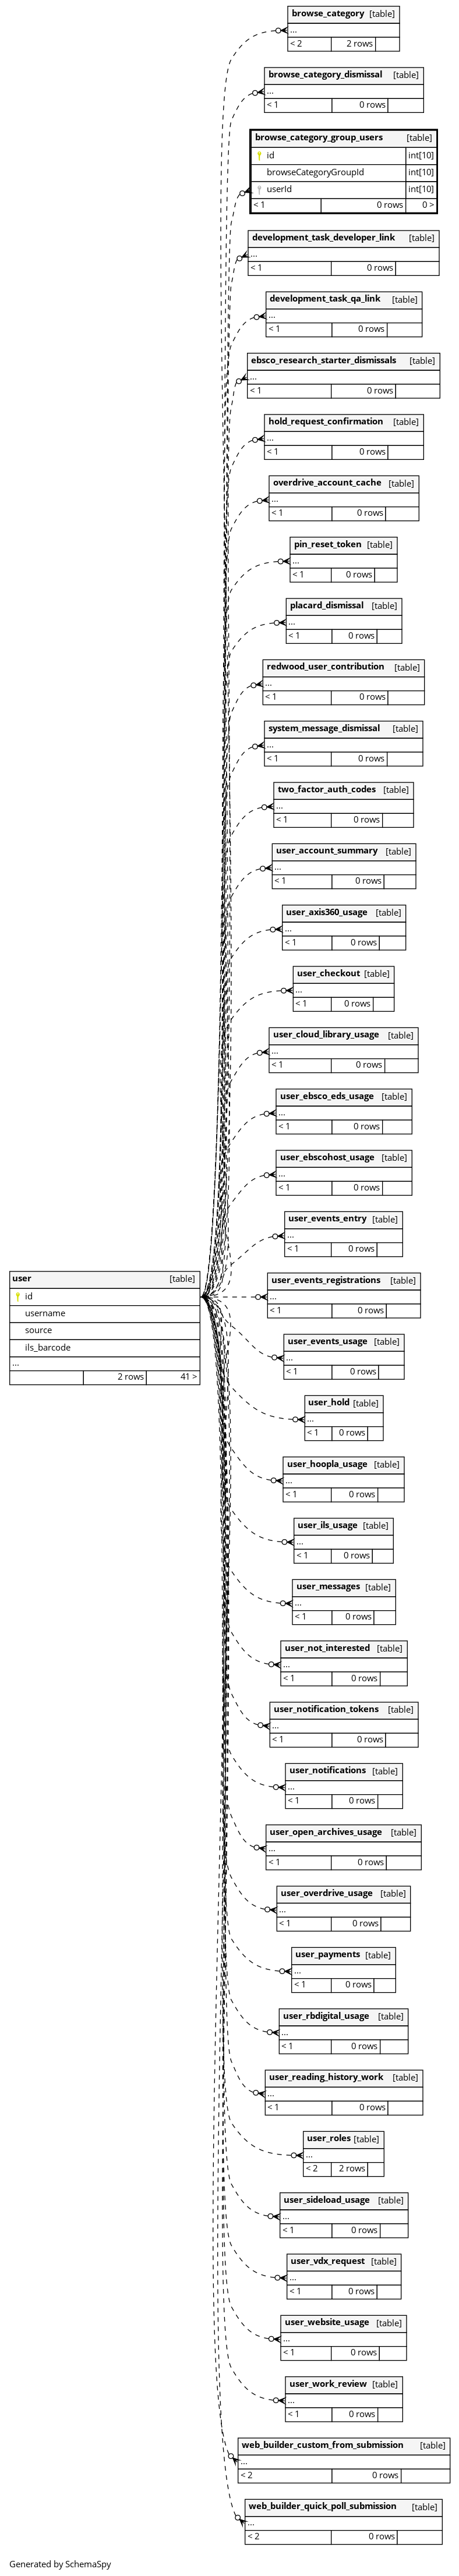 browse_category [table]
...
< 2 2 rows
browse_category_dismissal [table]
...
< 1 0 rows
browse_category_group_users [table]
id int[10]
browseCategoryGroupId int[10]
userId int[10]
< 1 0 rows 0 >
development_task_developer_link [table]
...
< 1 0 rows
development_task_qa_link [table]
...
< 1 0 rows
ebsco_research_starter_dismissals [table]
...
< 1 0 rows
hold_request_confirmation [table]
...
< 1 0 rows
overdrive_account_cache [table]
...
< 1 0 rows
pin_reset_token [table]
...
< 1 0 rows
placard_dismissal [table]
...
< 1 0 rows
redwood_user_contribution [table]
...
< 1 0 rows
system_message_dismissal [table]
...
< 1 0 rows
two_factor_auth_codes [table]
...
< 1 0 rows
user_account_summary [table]
...
< 1 0 rows
user_axis360_usage [table]
...
< 1 0 rows
user_checkout [table]
...
< 1 0 rows
user_cloud_library_usage [table]
...
< 1 0 rows
user_ebsco_eds_usage [table]
...
< 1 0 rows
user_ebscohost_usage [table]
...
< 1 0 rows
user_events_entry [table]
...
< 1 0 rows
user [table]
id
username
source
ils_barcode
...
2 rows 41 >
user_events_registrations [table]
...
< 1 0 rows
user_events_usage [table]
...
< 1 0 rows
user_hold [table]
...
< 1 0 rows
user_hoopla_usage [table]
...
< 1 0 rows
user_ils_usage [table]
...
< 1 0 rows
user_messages [table]
...
< 1 0 rows
user_not_interested [table]
...
< 1 0 rows
user_notification_tokens [table]
...
< 1 0 rows
user_notifications [table]
...
< 1 0 rows
user_open_archives_usage [table]
...
< 1 0 rows
user_overdrive_usage [table]
...
< 1 0 rows
user_payments [table]
...
< 1 0 rows
user_rbdigital_usage [table]
...
< 1 0 rows
user_reading_history_work [table]
...
< 1 0 rows
user_roles [table]
...
< 2 2 rows
user_sideload_usage [table]
...
< 1 0 rows
user_vdx_request [table]
...
< 1 0 rows
user_website_usage [table]
...
< 1 0 rows
user_work_review [table]
...
< 1 0 rows
web_builder_custom_from_submission [table]
...
< 2 0 rows
web_builder_quick_poll_submission [table]
...
< 2 0 rows
Generated by SchemaSpy